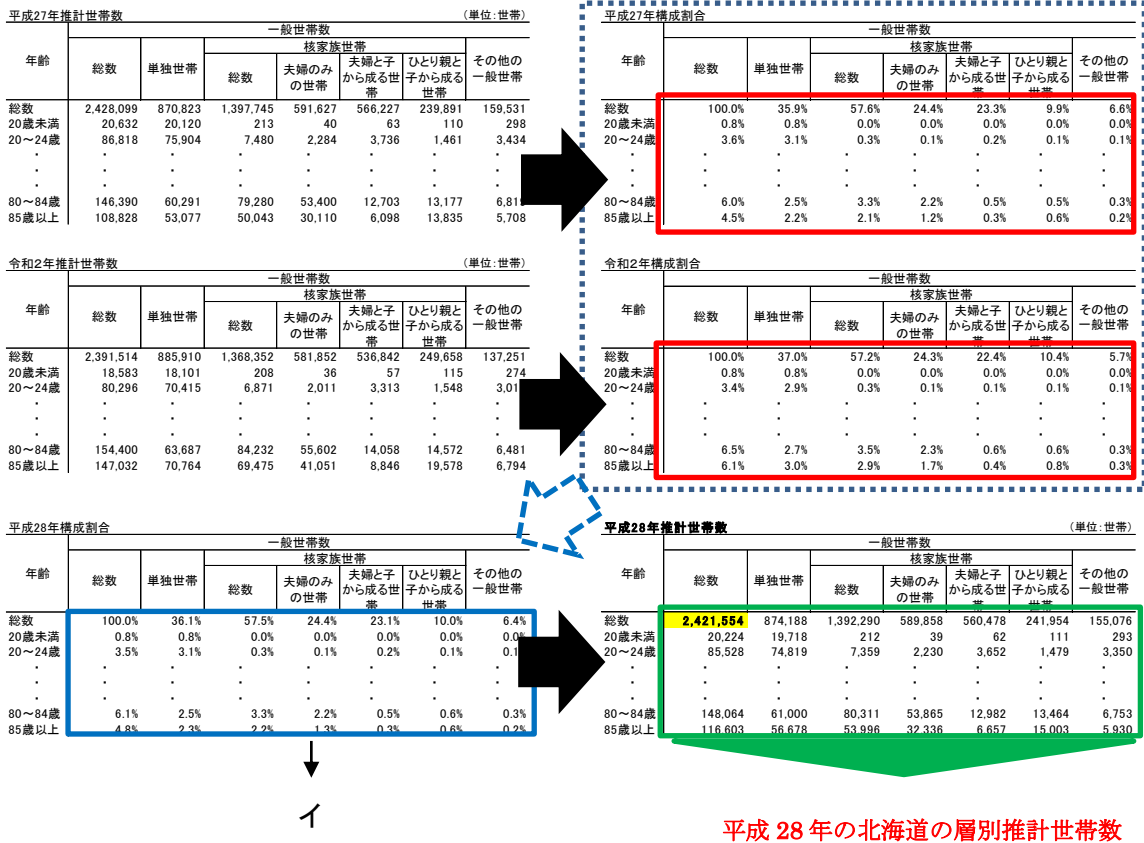 平成27年推計世帯数 (単位:世帯)
一般世帯数
核家族世帯
年齢 総数 単独世帯 総数 夫婦のみの世帯 夫婦と子から成る世帯 ひとり親と子から成る世帯 その他の一般世帯
総数 2,428,099 870,823 1,397,745 591,627 566,227 239,891 159,531
20歳未満 20,632 20,120 213 40 63 110 298
20～24歳 86,818 75,904 7,480 2,284 3,736 1,461 3,434
・ ・ ・ ・ ・ ・ ・ ・
・ ・ ・ ・ ・ ・ ・ ・
・ ・ ・ ・ ・ ・ ・ ・
80～84歳 146,390 60,291 79,280 53,400 12,703 13,177
85歳以上 108,828 53,077 50,043 30,110 6,098 13,835 5,708
平成27年構成割合
一般世帯数
核家族世帯
年齢 総数 単独世帯 総数 夫婦のみの世帯 夫婦と子から成る世帯 ひとり親と子から成る世帯 その他の一般世帯
総数 100.0% 35.9% 57.6% 24.4% 23.3% 9.9% 6.6%
20歳未満 0.8% 0.8% 0.0% 0.0% 0.0% 0.0% 0.0%
20～24歳 3.6% 3.1% 0.3% 0.1% 0.2% 0.1% 0.1%
・ ・ ・ ・ ・ ・ ・ ・
・ ・ ・ ・ ・ ・ ・ ・
・ ・ ・ ・ ・ ・ ・ ・
80～84歳 6.0% 2.5% 3.3% 2.2% 0.5% 0.5% 0.3%
85歳以上 4.5% 2.2% 2.1% 1.2% 0.3% 0.6% 0.2%
令和2年推計世帯数 (単位:世帯)
一般世帯数
核家族世帯
年齢 総数 単独世帯 総数 夫婦のみの世帯 夫婦と子から成る世帯 ひとり親と子から成る世帯 その他の一般世帯
総数 2,391,514 885,910 1,368,352 581,852 536,842 249,658 137,251
20歳未満 18,583 18,101 208 36 57 115 274
20～24歳 80,296 70,415 6,871 2,011 3,313 1,548
・ ・ ・ ・ ・ ・ ・ ・
・ ・ ・ ・ ・ ・ ・ ・
・ ・ ・ ・ ・ ・ ・ ・
80～84歳 154,400 63,687 84,232 55,602 14,058 14,572 6,481
85歳以上 147,032 70,764 69,475 41,051 8,846 19,578 6,794
令和2年構成割合
一般世帯数
核家族世帯
年齢 総数 単独世帯 総数 夫婦のみの世帯 夫婦と子から成る世帯 ひとり親と子から成る世帯 その他の一般世帯
総数 100.0% 37.0% 57.2% 24.3% 22.4% 10.4% 5.7%
20歳未満 0.8% 0.8% 0.0% 0.0% 0.0% 0.0% 0.0%
20～24歳 3.4% 2.9% 0.3% 0.1% 0.1% 0.1% 0.1%
・ ・ ・ ・ ・ ・ ・ ・
・ ・ ・ ・ ・ ・ ・ ・
・ ・ ・ ・ ・ ・ ・ ・
80～84歳 6.5% 2.7% 3.5% 2.3% 0.6% 0.6% 0.3%
85歳以上 6.1% 3.0% 2.9% 1.7% 0.4% 0.8% 0.3%
平成28年構成割合
一般世帯数
核家族世帯
年齢 総数 単独世帯 総数 夫婦のみの世帯 夫婦と子から成る世帯 ひとり親と子から成る世帯 その他の一般世帯
総数 100.0% 36.1% 57.5% 24.4% 23.1% 10.0% 6.4%
20歳未満 0.8% 0.8% 0.0% 0.0% 0.0% 0.0% 0.0%
20～24歳 3.5% 3.1% 0.3% 0.1% 0.2% 0.1% 0.1
・ ・ ・ ・ ・ ・ ・ ・
・ ・ ・ ・ ・ ・ ・ ・
・ ・ ・ ・ ・ ・ ・ ・
80～84歳 6.1% 2.5% 3.3% 2.2% 0.5% 0.6% 0.3%
85歳以上 4.8% 2.3% 2.2% 1.3% 0.3% 0.6% 0.2%
イ
平成28年推計世帯数 (単位:世帯)
一般世帯数
核家族世帯
年齢 総数 単独世帯 総数 夫婦のみの世帯 夫婦と子から成る世帯 ひとり親と子から成る世帯 その他の一般世帯
総数 2,421,554 874,188 1,392,290 589,858 560,478 241,954 155,076
20歳未満 20,224 19,718 212 39 62 111 293
20～24歳 85,528 74,819 7,359 2,230 3,652 1,479 3,350
・ ・ ・ ・ ・ ・ ・ ・
・ ・ ・ ・ ・ ・ ・ ・
・ ・ ・ ・ ・ ・ ・ ・
80～84歳 148,064 61,000 80,311 53,865 12,982 13,464 6,753
85歳以上 116,603 56,678 53,996 32,336 6,657 15,003 5,930
平成 28 年の北海道の層別推計世帯数